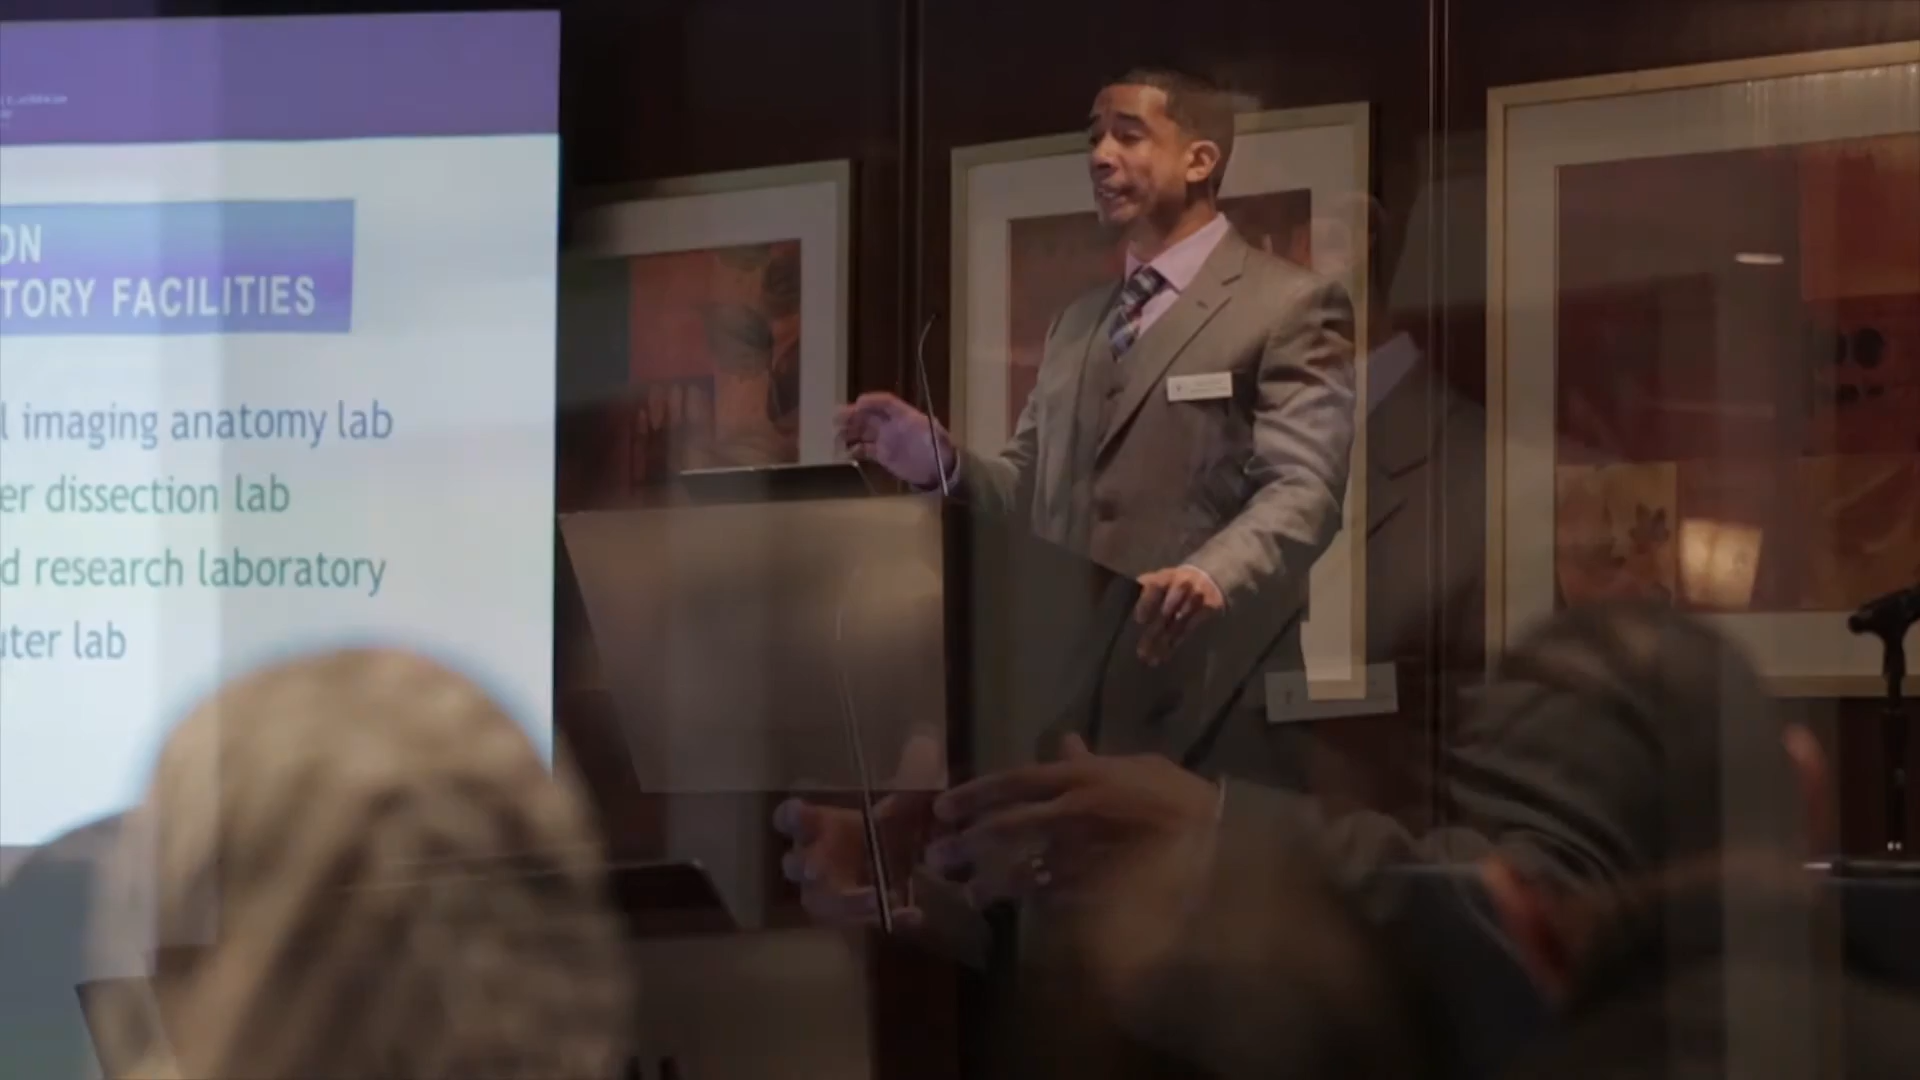 ON
TORY FACILITIES
l imaging anatomy lab
er dissection lab
d research laboratory
uter lab